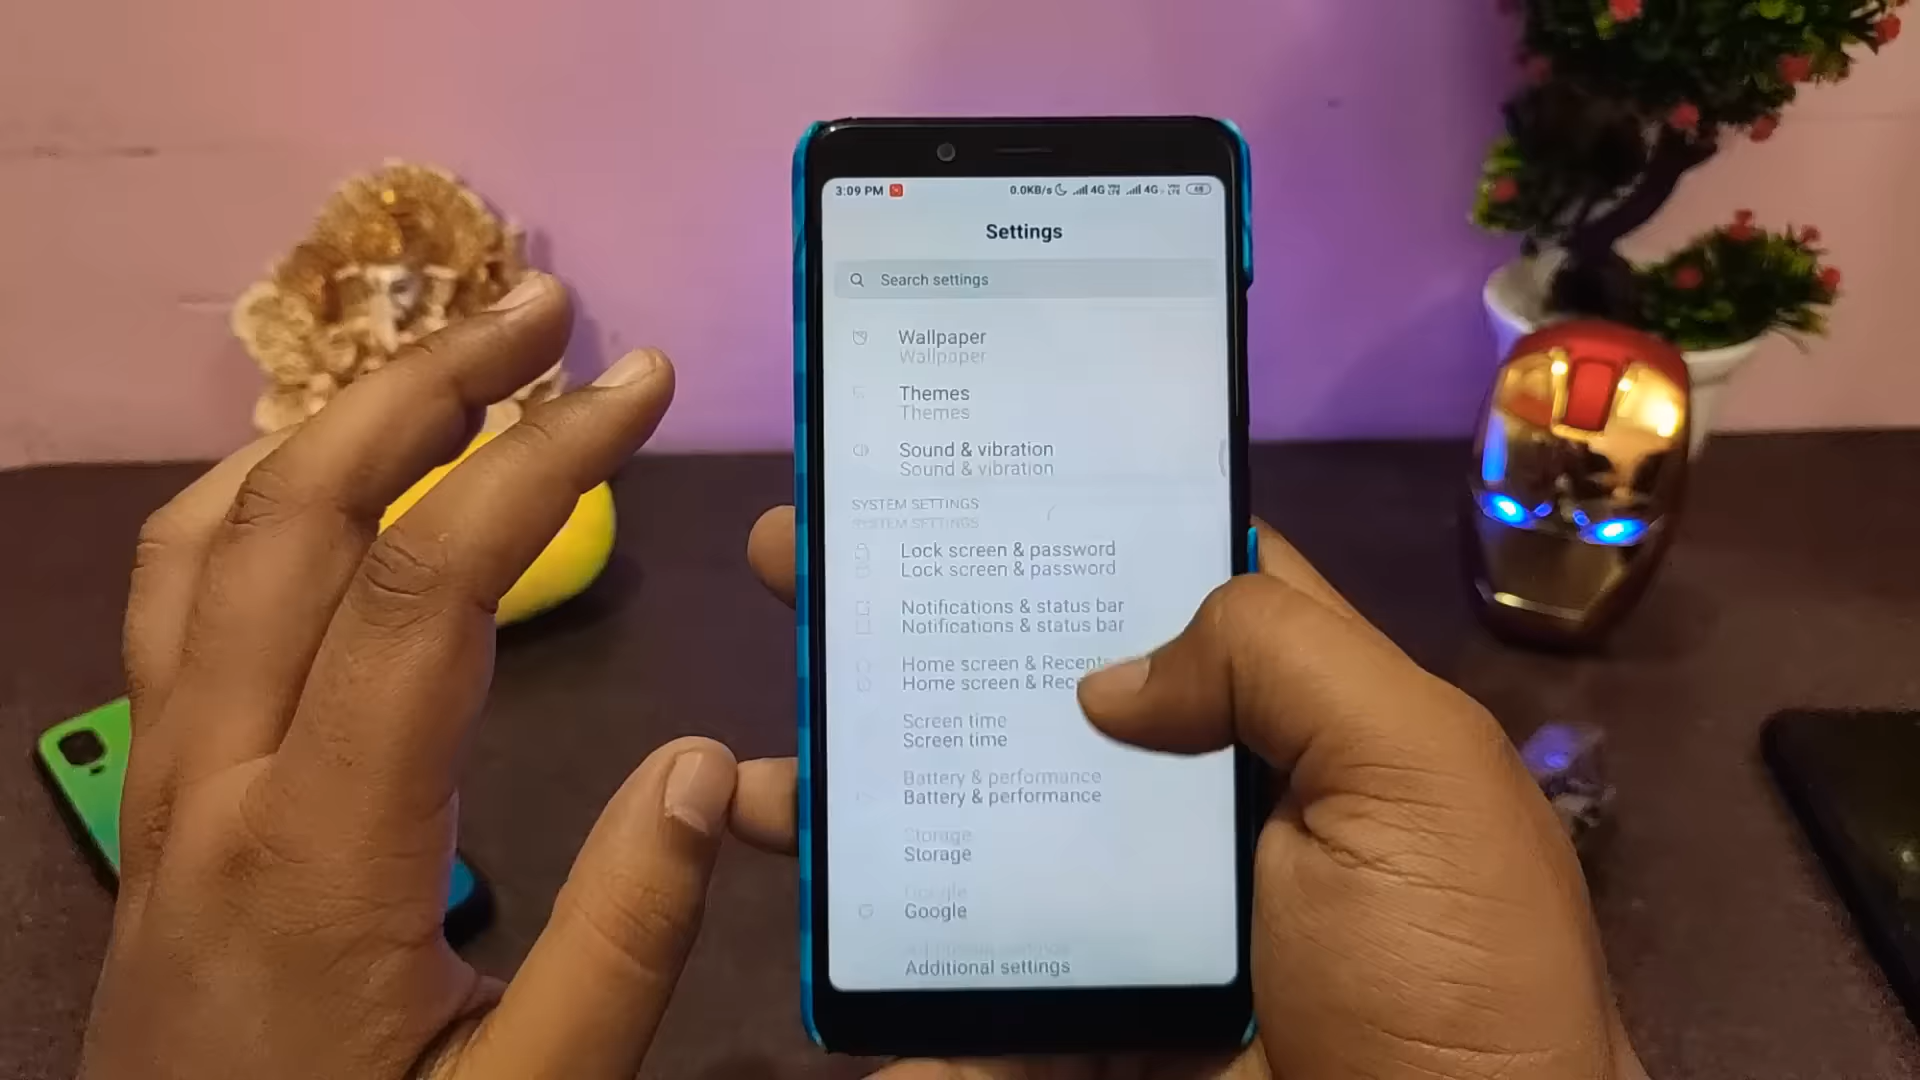 3:09 PM
0.0KB/s 4G 4G
Settings
Search settings
Wallpaper
Wallpaper
Themes
Themes
Sound & vibration
Sound & vibration
SYSTEM SETTINGS
SYSTEM SETTINGS
Lock screen & password
Lock screen & password
Notifications & status bar
Notifications & status bar
Home screen & Recents
Home screen & Rec
Screen time
Screen time
Battery & performance
Battery & performance
Storage
Storage
Google
Google
Additional settings
Additional settings